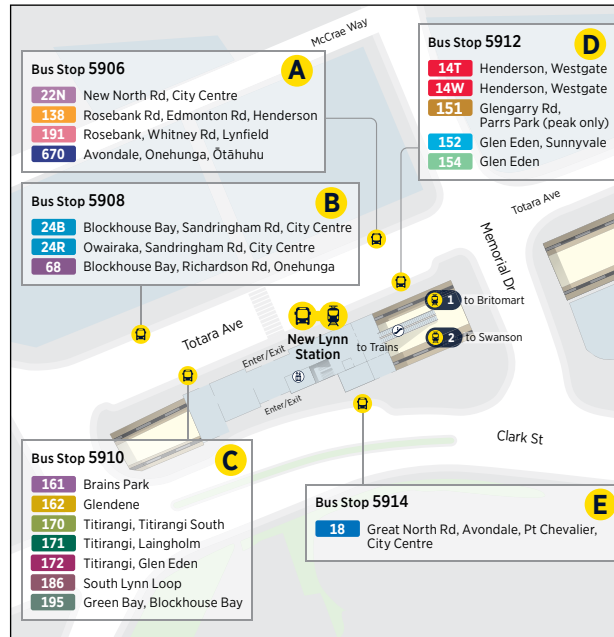 McCrae Way
Bus Stop 5906
A
22N New North Rd, City Centre
138 Rosebank Rd, Edmonton Rd, Henderson
191 Rosebank, Whitney Rd, Lynfield
670 Avondale, Onehunga, Ōtāhuhu
Bus Stop 5912
D
14T Henderson, Westgate
14W Henderson, Westgate
151 Glengarry Rd,
Parrs Park (peak only)
152 Glen Eden, Sunnyvale
154 Glen Eden
Bus Stop 5908
B
24B Blockhouse Bay, Sandringham Rd, City Centre
24R Owairaka, Sandringham Rd, City Centre
68 Blockhouse Bay, Richardson Rd, Onehunga
Totara Ave
Memorial Dr
1 to Britomart
2 to Swanson
Totara Ave
New Lynn
Station
to Trains
Enter/Exit
Enter/Exit
Clark St
Bus Stop 5910
C
161 Brains Park
162 Glendene
170 Titirangi, Titirangi South
171 Titirangi, Laingholm
172 Titirangi, Glen Eden
186 South Lynn Loop
195 Green Bay, Blockhouse Bay
Bus Stop 5914
E
18 Great North Rd, Avondale, Pt Chevalier,
City Centre